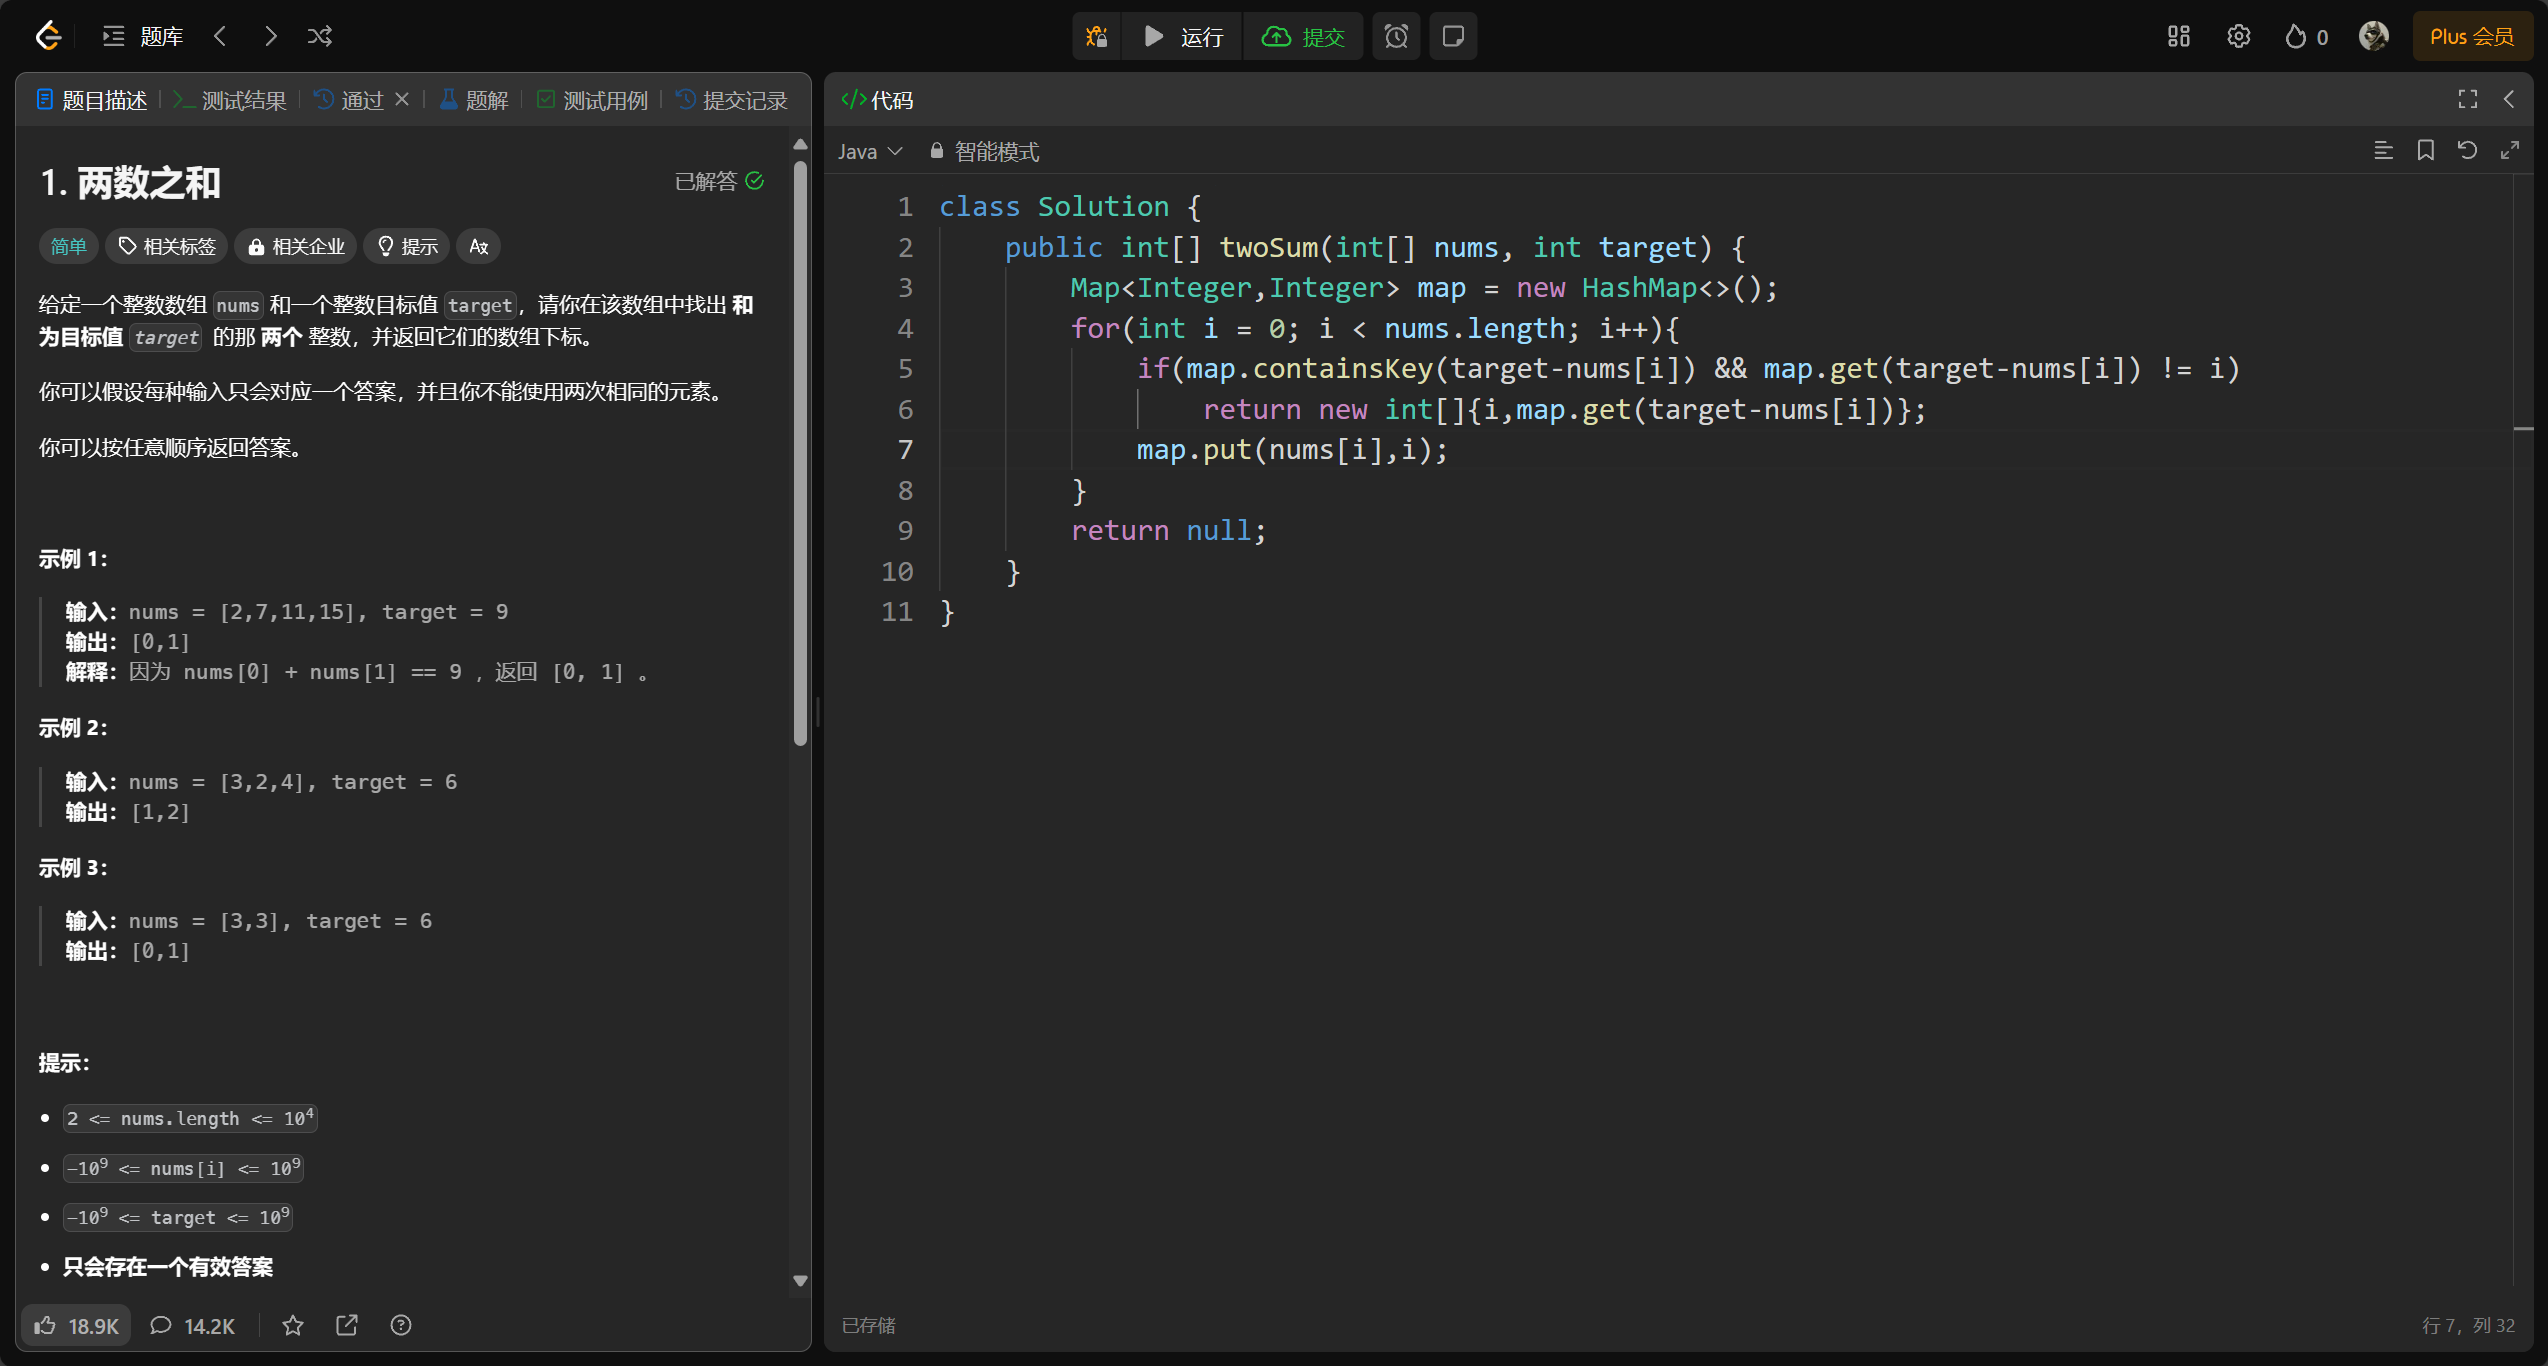 题库
运行
提交
0
Plus 会员
题目描述
测试结果
通过
题解
测试用例
提交记录
1. 两数之和
已解答
简单
相关标签
相关企业
提示
给定一个整数数组 nums 和一个整数目标值 target，请你在该数组中找出 和
为目标值 target 的那 两个 整数，并返回它们的数组下标。
你可以假设每种输入只会对应一个答案，并且你不能使用两次相同的元素。
你可以按任意顺序返回答案。
示例 1：
输入：nums = [2,7,11,15], target = 9
输出：[0,1]
解释：因为 nums[0] + nums[1] == 9 ，返回 [0, 1] 。
示例 2：
输入：nums = [3,2,4], target = 6
输出：[1,2]
示例 3：
输入：nums = [3,3], target = 6
输出：[0,1]
提示：
2 <= nums.length <= 10⁴
-10⁹ <= nums[i] <= 10⁹
-10⁹ <= target <= 10⁹
只会存在一个有效答案
18.9K
14.2K
</> 代码
Java
智能模式
1 class Solution {
2     public int[] twoSum(int[] nums, int target) {
3         Map<Integer,Integer> map = new HashMap<>();
4         for(int i = 0; i < nums.length; i++){
5             if(map.containsKey(target-nums[i]) && map.get(target-nums[i]) != i)
6                 return new int[]{i,map.get(target-nums[i])};
7             map.put(nums[i],i);
8         }
9         return null;
10     }
11 }
已存储
行 7，列 32